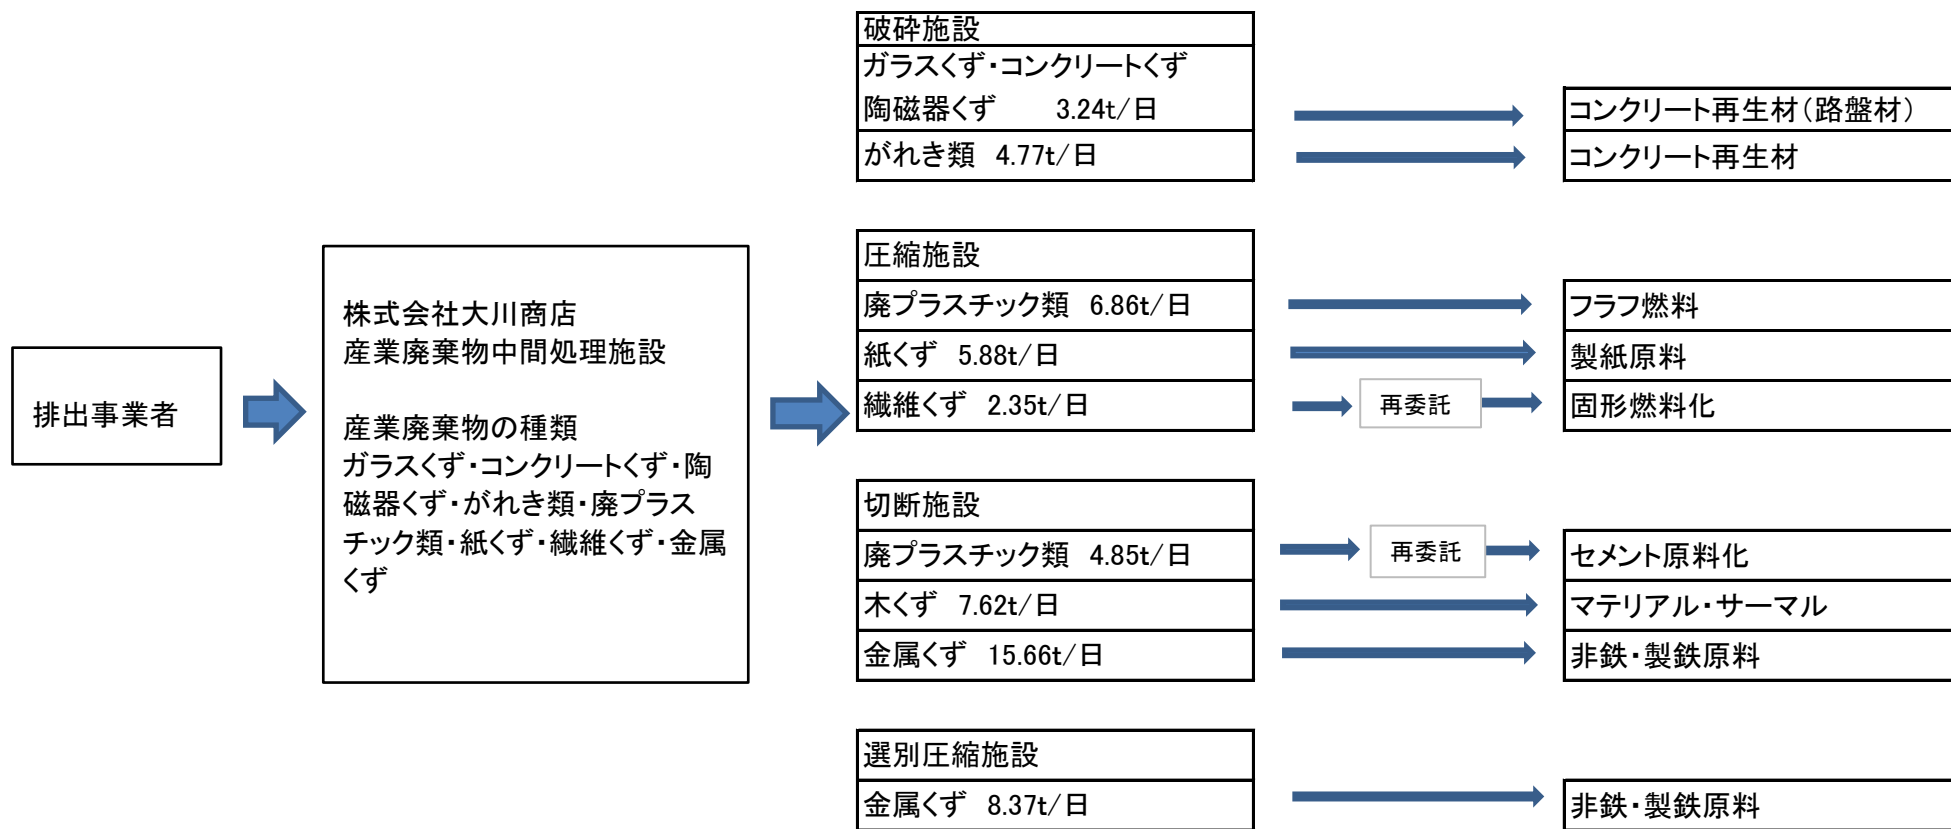 排出事業者
株式会社大川商店
産業廃棄物中間処理施設
産業廃棄物の種類
ガラスくず・コンクリートくず・陶
磁器くず・がれき類・廃プラス
チック類・紙くず・繊維くず・金属
くず
破砕施設
ガラスくず・コンクリートくず
陶磁器くず 3.24t/日
コンクリート再生材(路盤材)
がれき類 4.77t/日
コンクリート再生材
圧縮施設
廃プラスチック類 6.86t/日
フラフ燃料
紙くず 5.88t/日
製紙原料
繊維くず 2.35t/日
再委託
固形燃料化
切断施設
廃プラスチック類 4.85t/日
再委託
セメント原料化
木くず 7.62t/日
マテリアル・サーマル
金属くず 15.66t/日
非鉄・製鉄原料
選別圧縮施設
金属くず 8.37t/日
非鉄・製鉄原料